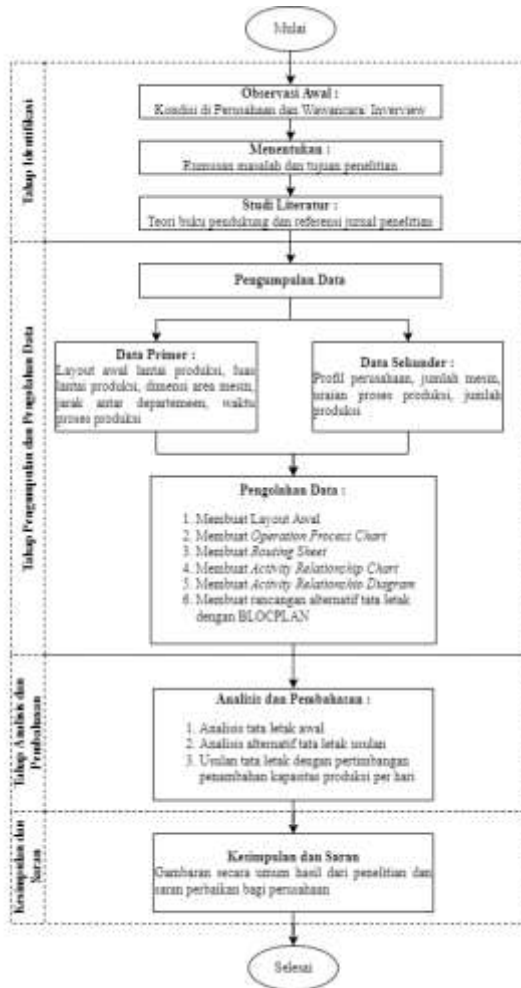 Mulai
Tahap Identifikasi
Observasi Awal :
Kondisi di Perusahaan dan Wawancara/Inverview
Menentukan :
Rumusan masalah dan tujuan penelitian
Studi Literatur :
Teori buku pendukung dan referensi jurnal penelitian
Tahap Pengumpulan dan Pengolahan Data
Pengumpulan Data
Data Primer :
Layout awal lantai produksi, luas
lantai produksi, dimensi area mesin,
jarak antar departemeen, waktu
proses produksi
Data Sekunder :
Profil perusahaan, jumlah mesin,
uraian proses produksi, jumlah
produksi
Pengolahan Data :
1. Membuat Layout Awal
2. Membuat Operation Process Chart
3. Membuat Routing Sheet
4. Membuat Activity Relationship Chart
5. Membuat Activity Relationship Diagram
6. Membuat rancangan alternatif tata letak
dengan BLOCPLAN
Tahap Analisis dan
Pembahasan
Analisis dan Pembahasan :
1. Analisis tata letak awal
2. Analisis alternatif tata letak usulan
3. Usulan tata letak dengan pertimbangan
penambahan kapasitas produksi per hari
Kesimpulan dan
Saran
Kesimpulan dan Saran
Gambaran secara umum hasil dari penelitian dan
saran perbaikan bagi perusahaan
Selesai